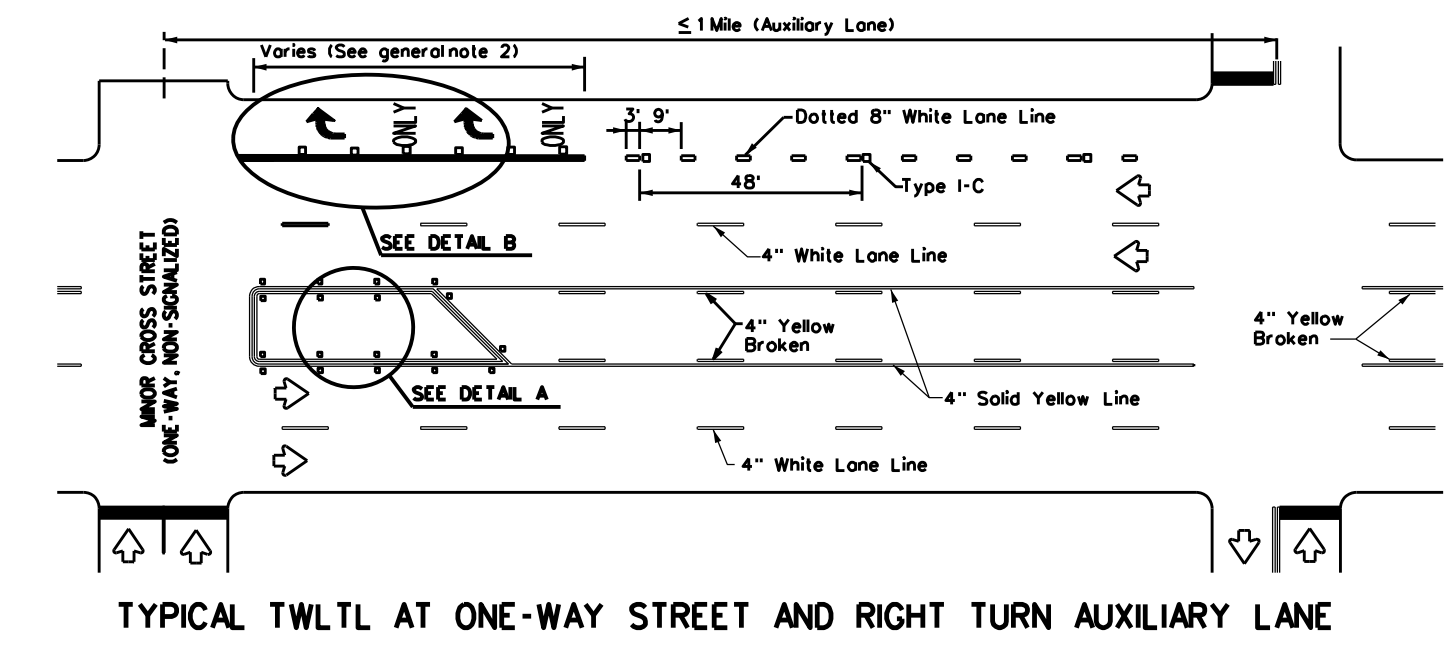 ≤ 1 Mile (Auxiliary Lane)
Varies (See general note 2)
ONLY
ONLY
3' 9'
Dotted 8" White Lane Line
48'
Type I-C
SEE DETAIL B
4" White Lane Line
MINOR CROSS STREET
(ONE-WAY, NON-SIGNALIZED)
4" Yellow
Broken
4" Yellow
Broken
SEE DETAIL A
4" Solid Yellow Line
4" White Lane Line
TYPICAL TWLTL AT ONE-WAY STREET AND RIGHT TURN AUXILIARY LANE